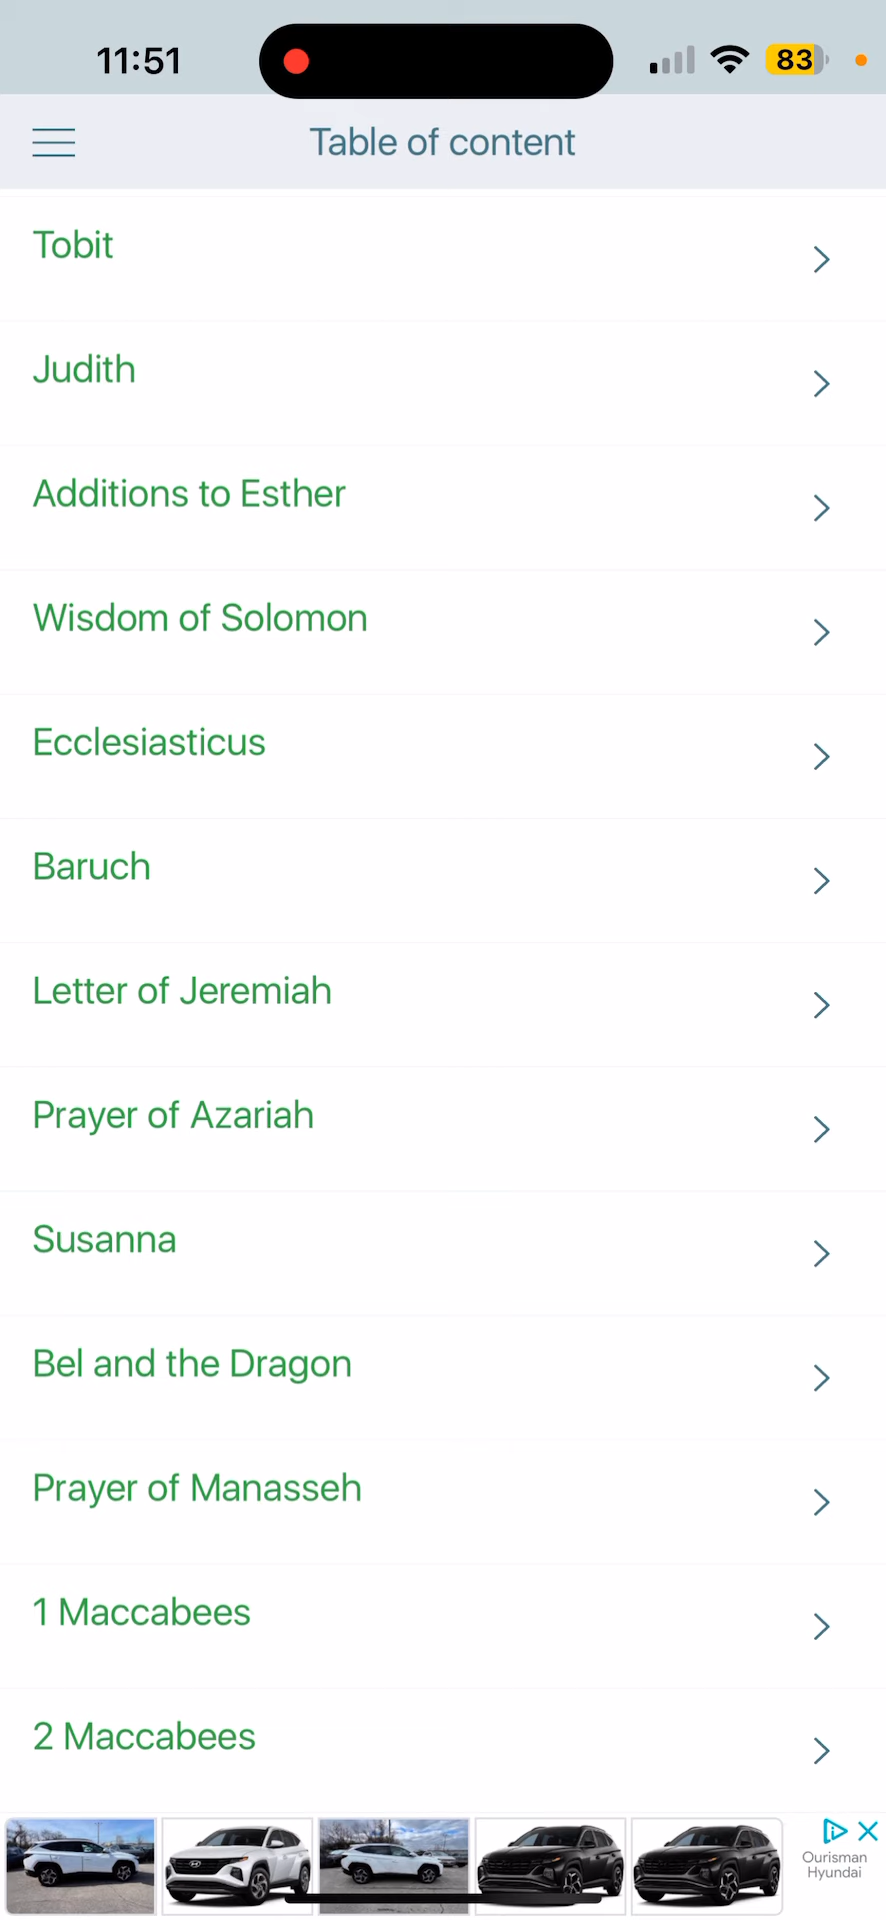 11:51
83
Table of content
Tobit
Judith
Additions to Esther
Wisdom of Solomon
Ecclesiasticus
Baruch
Letter of Jeremiah
Prayer of Azariah
Susanna
Bel and the Dragon
Prayer of Manasseh
1 Maccabees
2 Maccabees
Ourisman
Hyundai